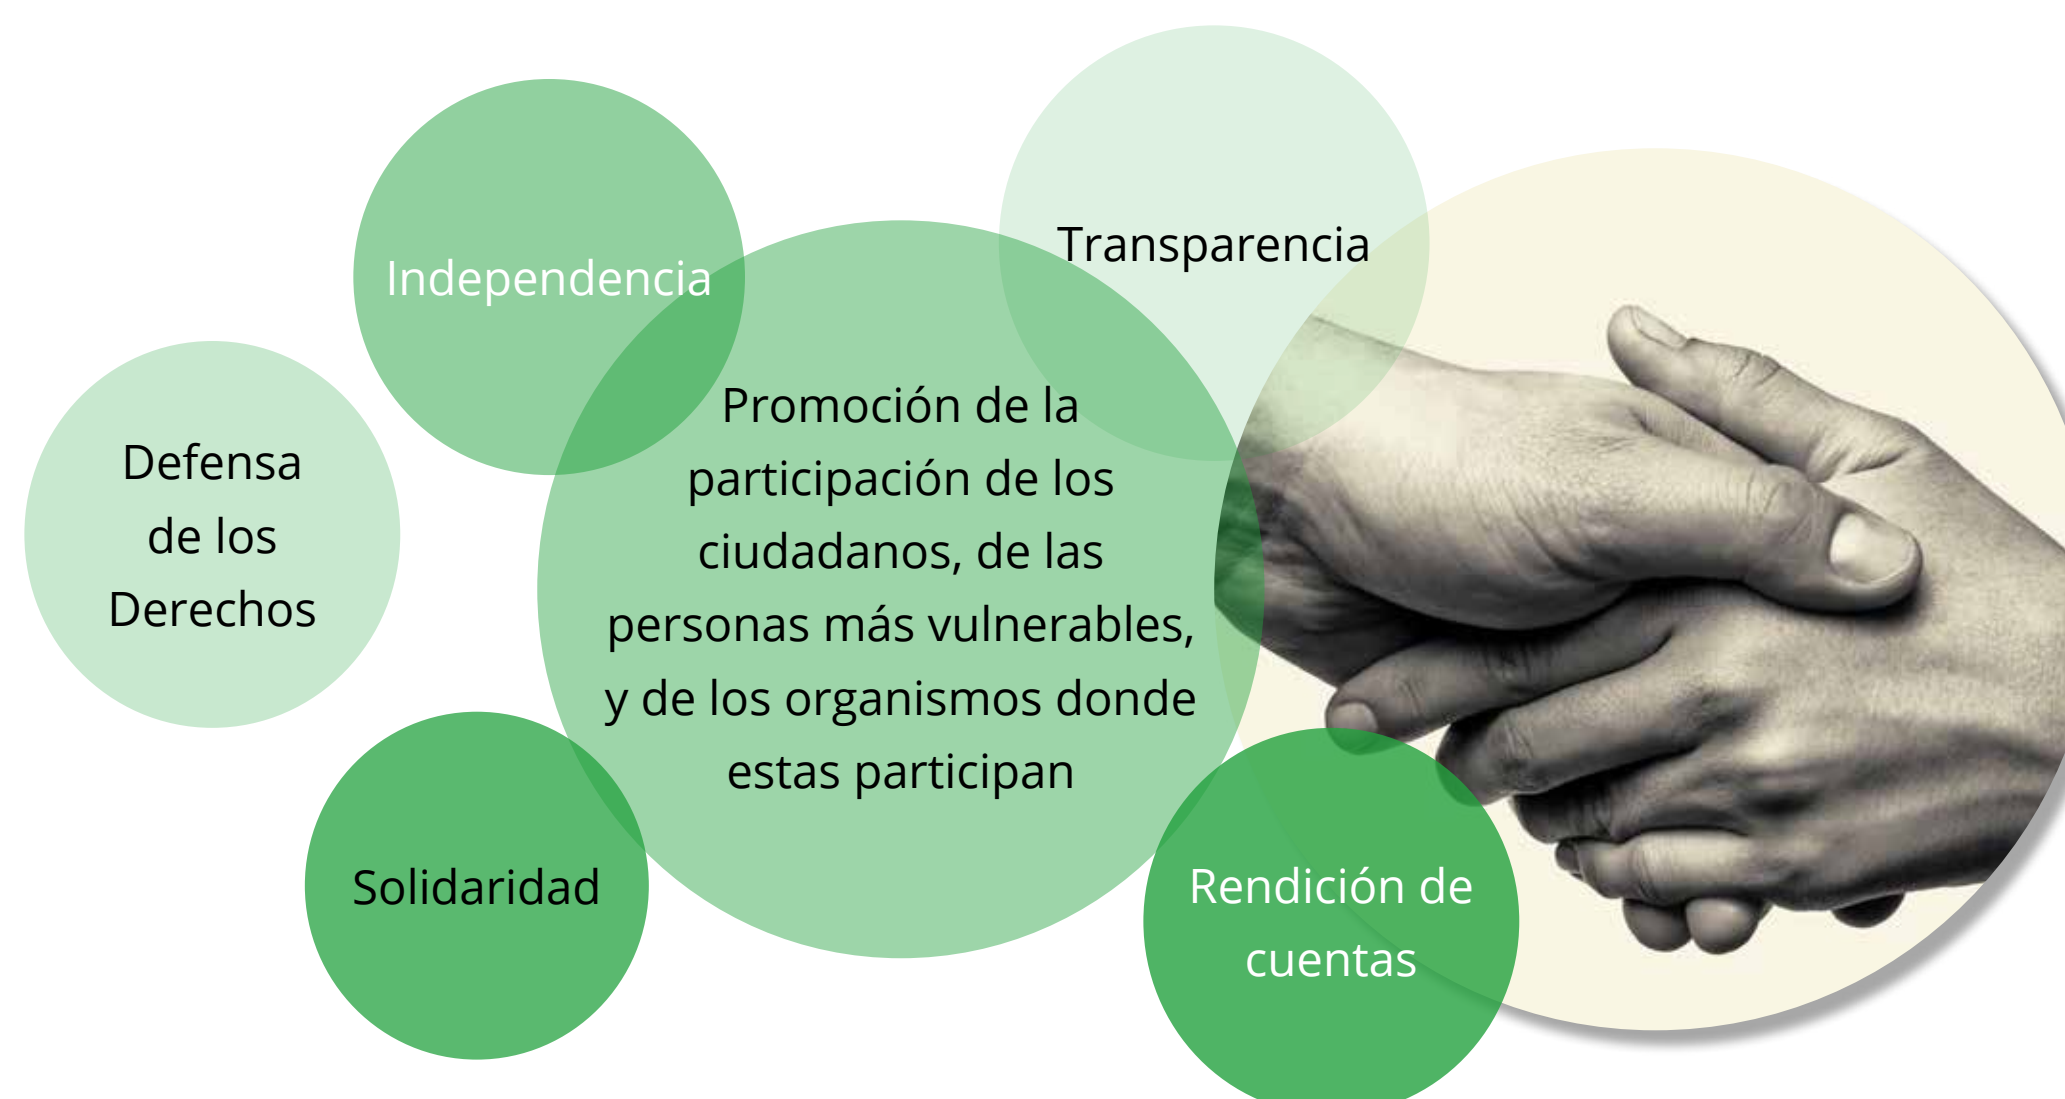 Independencia
Transparencia
Defensa
de los
Derechos
Promoción de la
participación de los
ciudadanos, de las
personas más vulnerables,
y de los organismos donde
estas participan
Solidaridad
Rendición de
cuentas